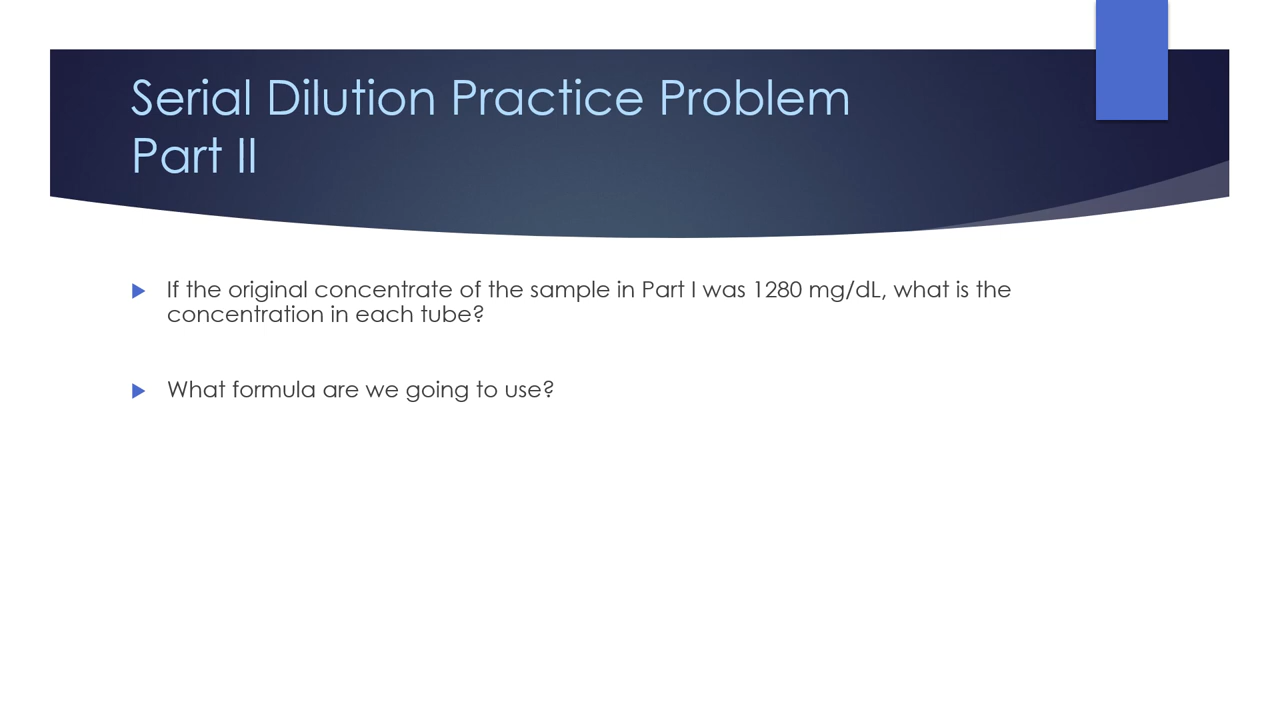 Serial Dilution Practice Problem
Part II
If the original concentrate of the sample in Part I was 1280 mg/dL, what is the
concentration in each tube?
What formula are we going to use?